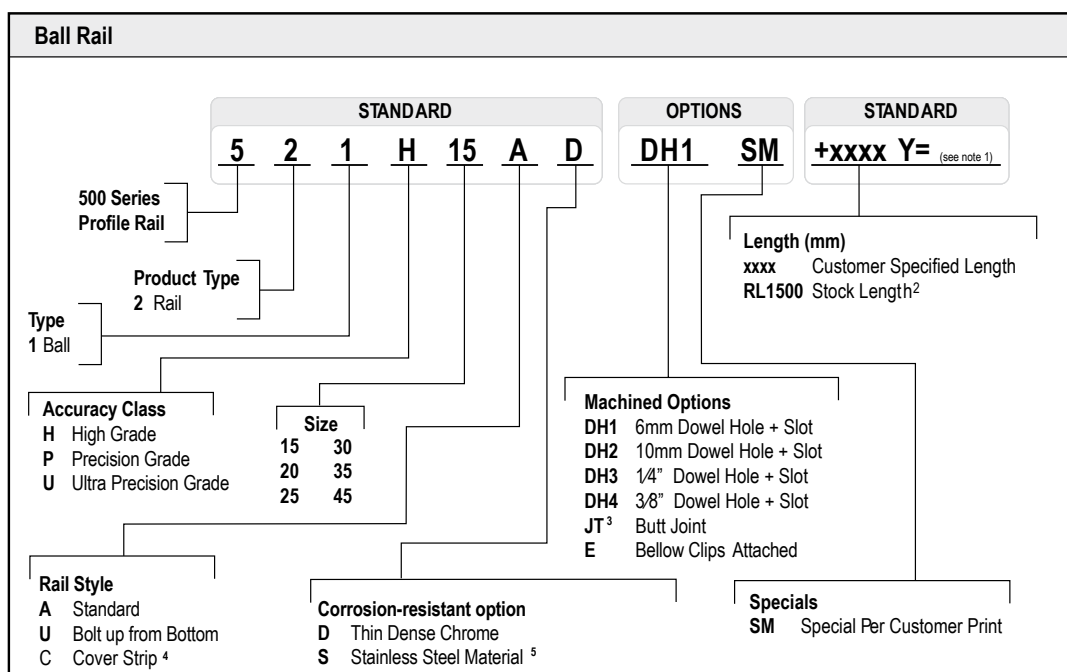 Ball Rail
STANDARD OPTIONS STANDARD
5 2 1 H 15 A D DH1 SM +xxxx Y= (see note 1)
500 Series
Profile Rail
Product Type
2 Rail
Type
1 Ball
Length (mm)
xxxx Customer Specified Length
RL1500 Stock Length2
Accuracy Class
H High Grade
P Precision Grade
U Ultra Precision Grade
Size
15 30
20 35
25 45
Machined Options
DH1 6mm Dowel Hole + Slot
DH2 10mm Dowel Hole + Slot
DH3 1/4” Dowel Hole + Slot
DH4 3/8” Dowel Hole + Slot
JT 3 Butt Joint
E Bellow Clips Attached
Rail Style
A Standard
U Bolt up from Bottom
C Cover Strip 4
Corrosion-resistant option
D Thin Dense Chrome
S Stainless Steel Material 5
Specials
SM Special Per Customer Print